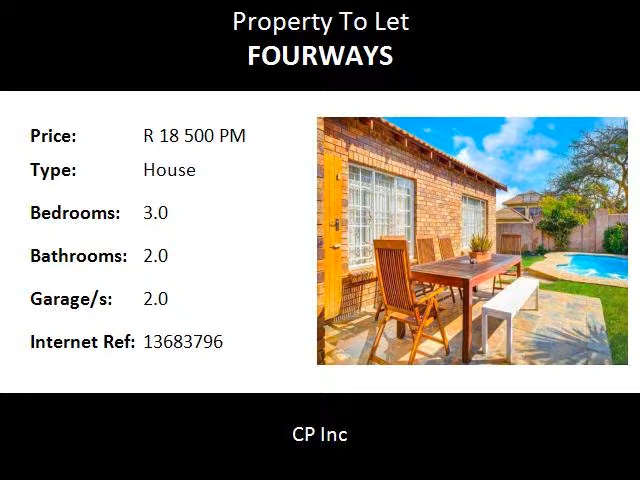 Property To Let
FOURWAYS
Price: R 18 500 PM
Type: House
Bedrooms: 3.0
Bathrooms: 2.0
Garage/s: 2.0
Internet Ref: 13683796
CP Inc